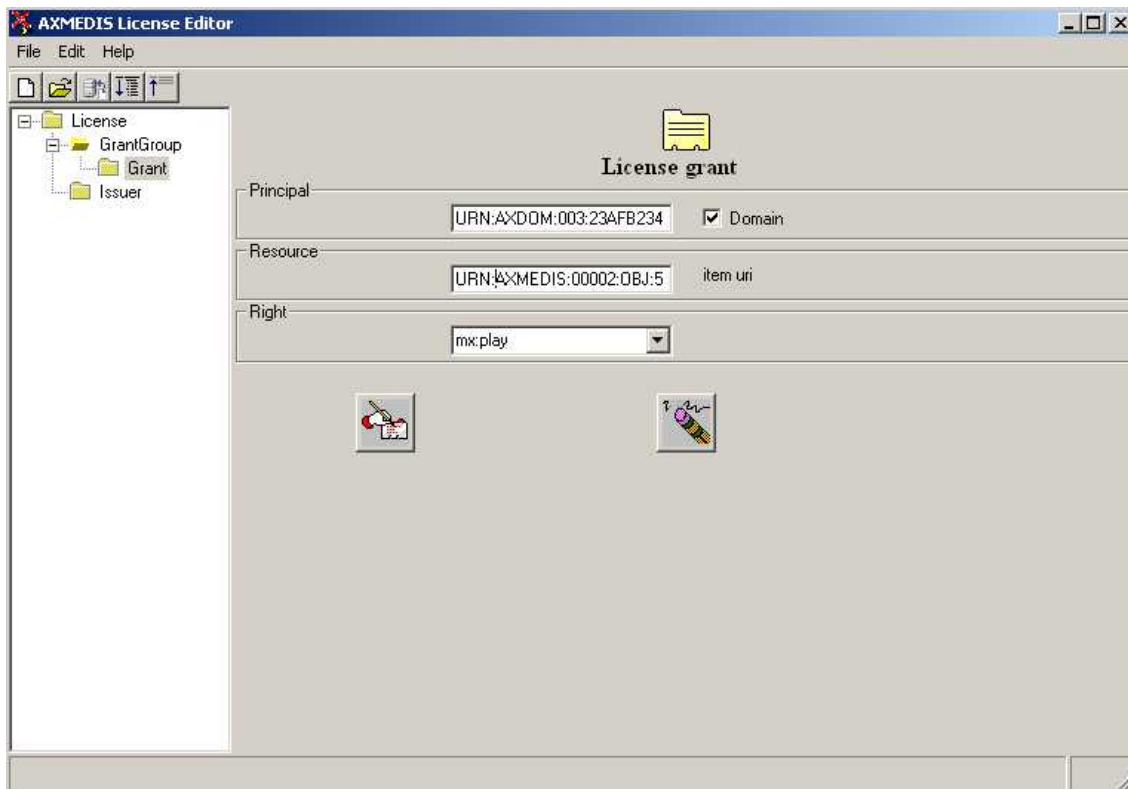 AXMEDIS License Editor
File Edit Help
License
GrantGroup
Grant
Issuer
License grant
Principal
URN:AXDOM:003:23AFB234
Domain
Resource
URN:AXMEDIS:00002:OBJ:5
item uri
Right
mx:play